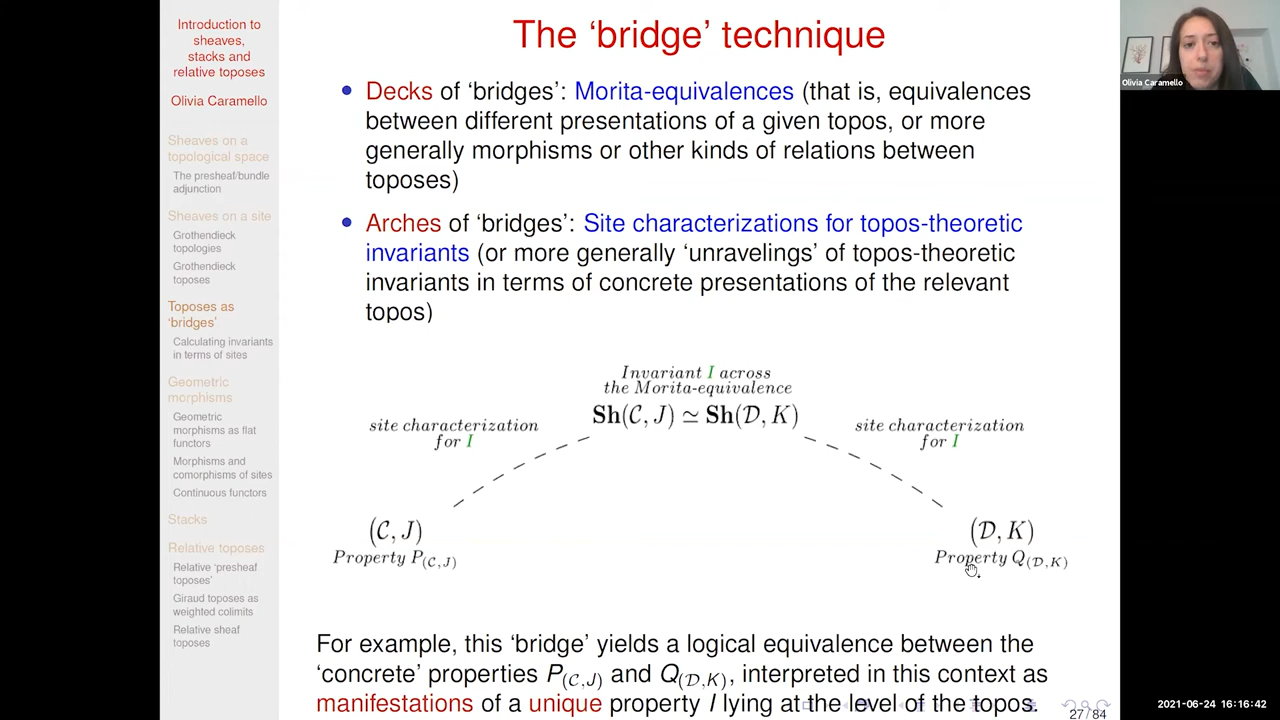 Introduction to
sheaves,
stacks and
relative toposes
Olivia Caramello
Sheaves on a
topological space
The presheaf/bundle
adjunction
Sheaves on a site
Grothendieck
topologies
Grothendieck
toposes
Toposes as
‘bridges’
Calculating invariants
in terms of sites
Geometric
morphisms
Geometric
morphisms as flat
functors
Morphisms and
comorphisms of sites
Continuous functors
Stacks
Relative toposes
Relative ‘presheaf
toposes’
Giraud toposes as
weighted colimits
Relative sheaf
toposes
The ‘bridge’ technique
• Decks of ‘bridges’: Morita-equivalences (that is, equivalences
between different presentations of a given topos, or more
generally morphisms or other kinds of relations between
toposes)
• Arches of ‘bridges’: Site characterizations for topos-theoretic
invariants (or more generally ‘unravelings’ of topos-theoretic
invariants in terms of concrete presentations of the relevant
topos)
Invariant I across
the Morita-equivalence
Sh(𝒞, J) ≃ Sh(𝒟, K)
site characterization
for I
site characterization
for I
(𝒞, J)
Property P(𝒞,J)
(𝒟, K)
Property Q(𝒟,K)
For example, this ‘bridge’ yields a logical equivalence between the
‘concrete’ properties P(𝒞,J) and Q(𝒟,K), interpreted in this context as
manifestations of a unique property I lying at the level of the topos.
27/84
Olivia Caramello
2021-06-24 16:16:42